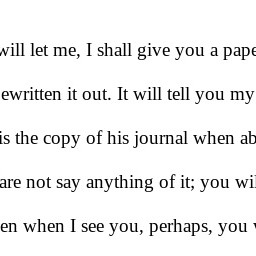 will let me, I shall give you a pape
ewritten it out. It will tell you my
is the copy of his journal when ab
are not say anything of it; you wil
en when I see you, perhaps, you w